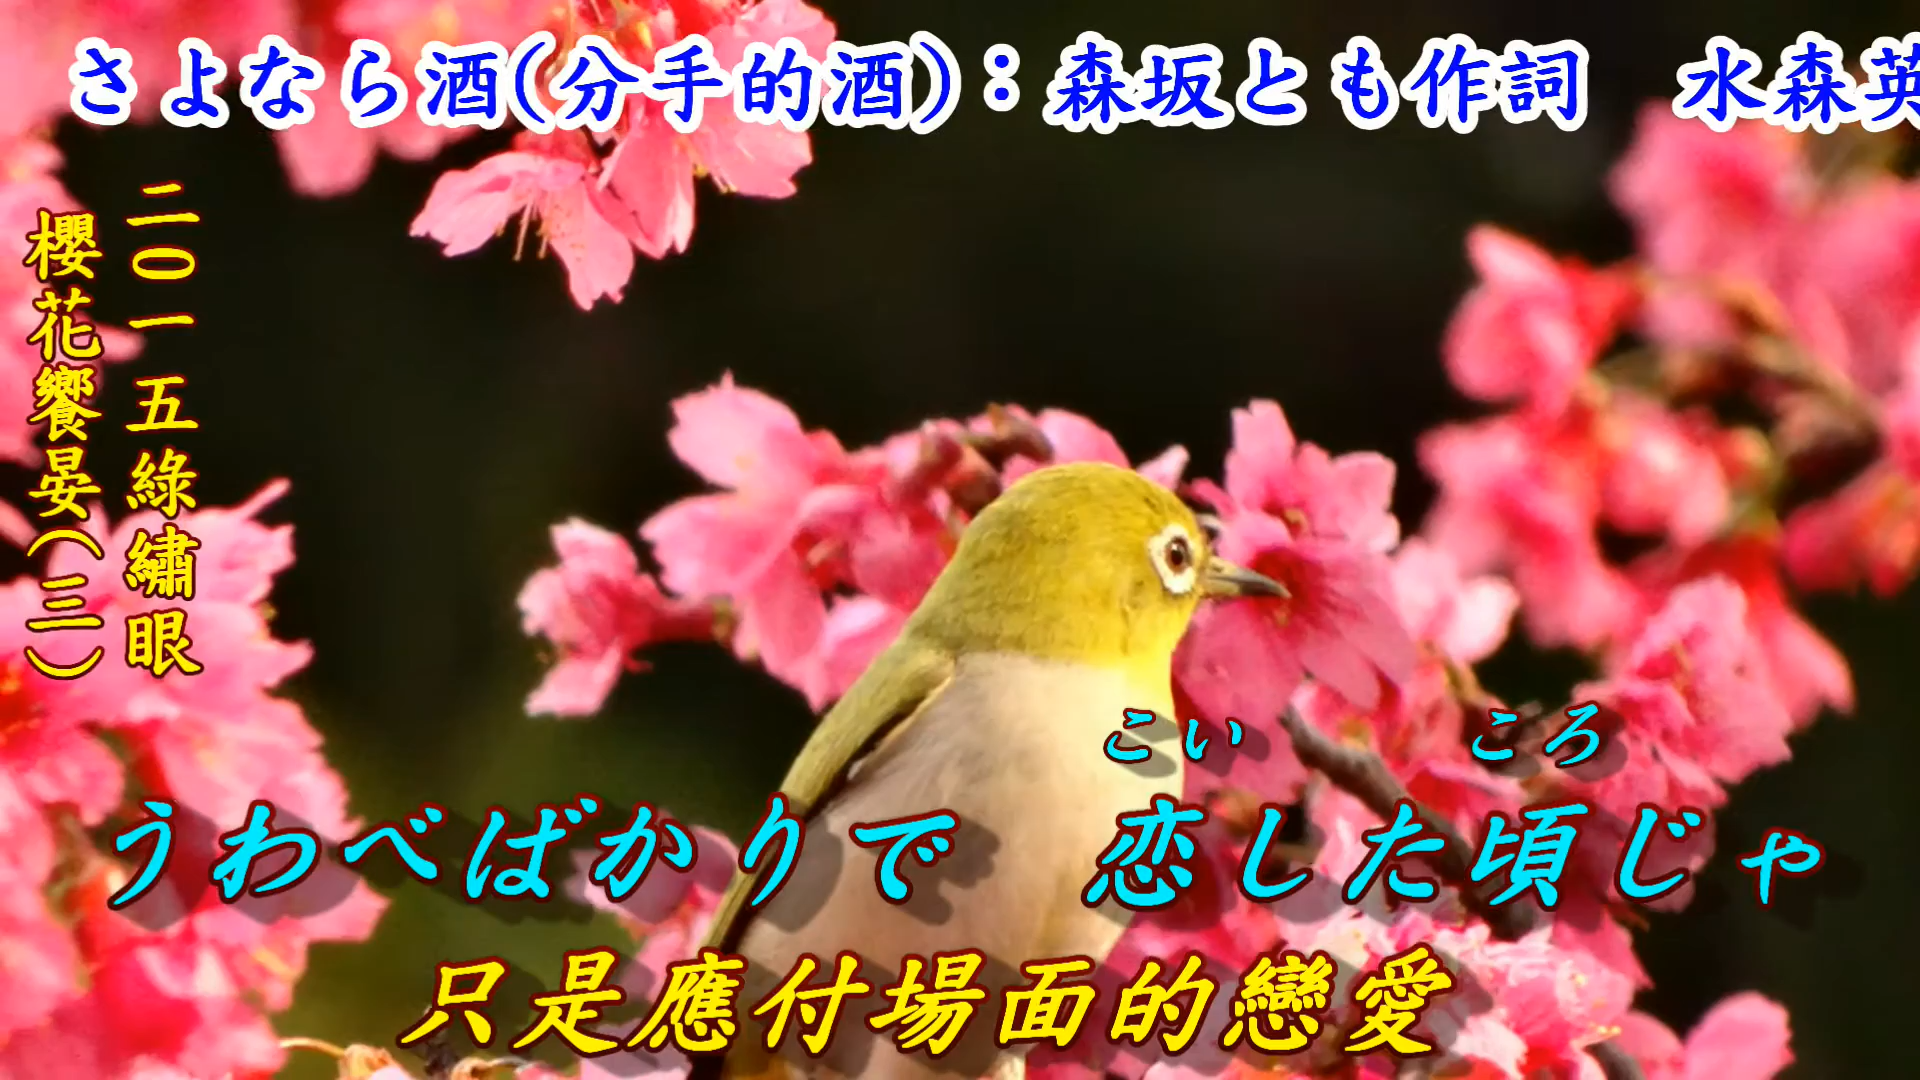 さよなら酒(分手的酒)：森坂とも作詞　水森英
二〇一五綠繡眼
櫻花饗宴(三)
こい　ころ
うわべばかりで　恋した頃じゃ
只是應付場面的戀愛